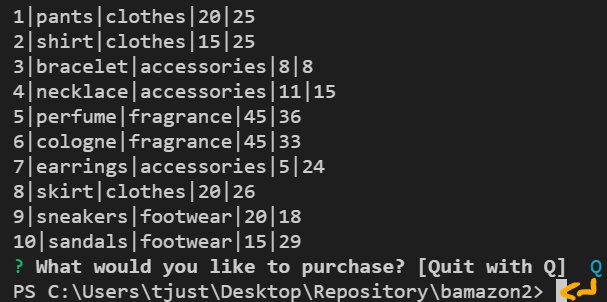 1|pants|clothes|20|25
2|shirt|clothes|15|25
3|bracelet|accessories|8|8
4|necklace|accessories|11|15
5|perfume|fragrance|45|36
6|cologne|fragrance|45|33
7|earrings|accessories|5|24
8|skirt|clothes|20|26
9|sneakers|footwear|20|18
10|sandals|footwear|15|29
? What would you like to purchase? [Quit with Q]  Q
PS C:\Users\tjust\Desktop\Repository\bamazon2>